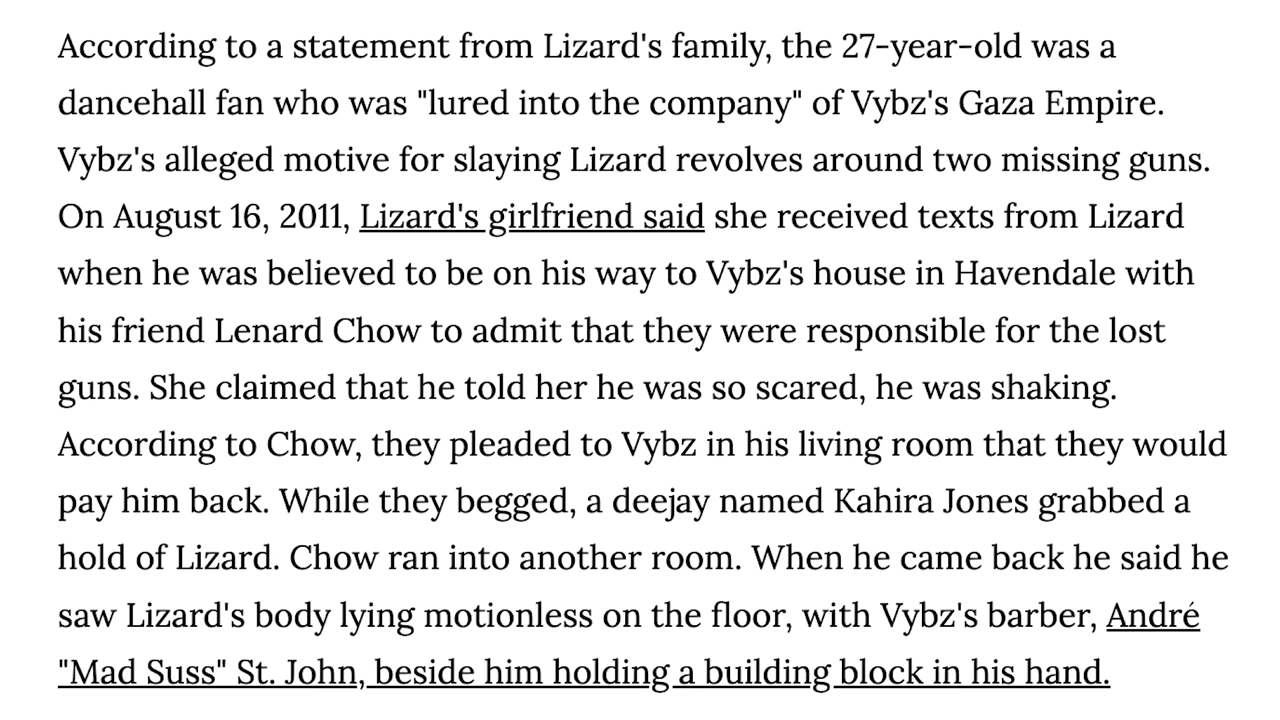 According to a statement from Lizard's family, the 27-year-old was a
dancehall fan who was "lured into the company" of Vybz's Gaza Empire.
Vybz's alleged motive for slaying Lizard revolves around two missing guns.
On August 16, 2011, Lizard's girlfriend said she received texts from Lizard
when he was believed to be on his way to Vybz's house in Havendale with
his friend Lenard Chow to admit that they were responsible for the lost
guns. She claimed that he told her he was so scared, he was shaking.
According to Chow, they pleaded to Vybz in his living room that they would
pay him back. While they begged, a deejay named Kahira Jones grabbed a
hold of Lizard. Chow ran into another room. When he came back he said he
saw Lizard's body lying motionless on the floor, with Vybz's barber, André
"Mad Suss" St. John, beside him holding a building block in his hand.